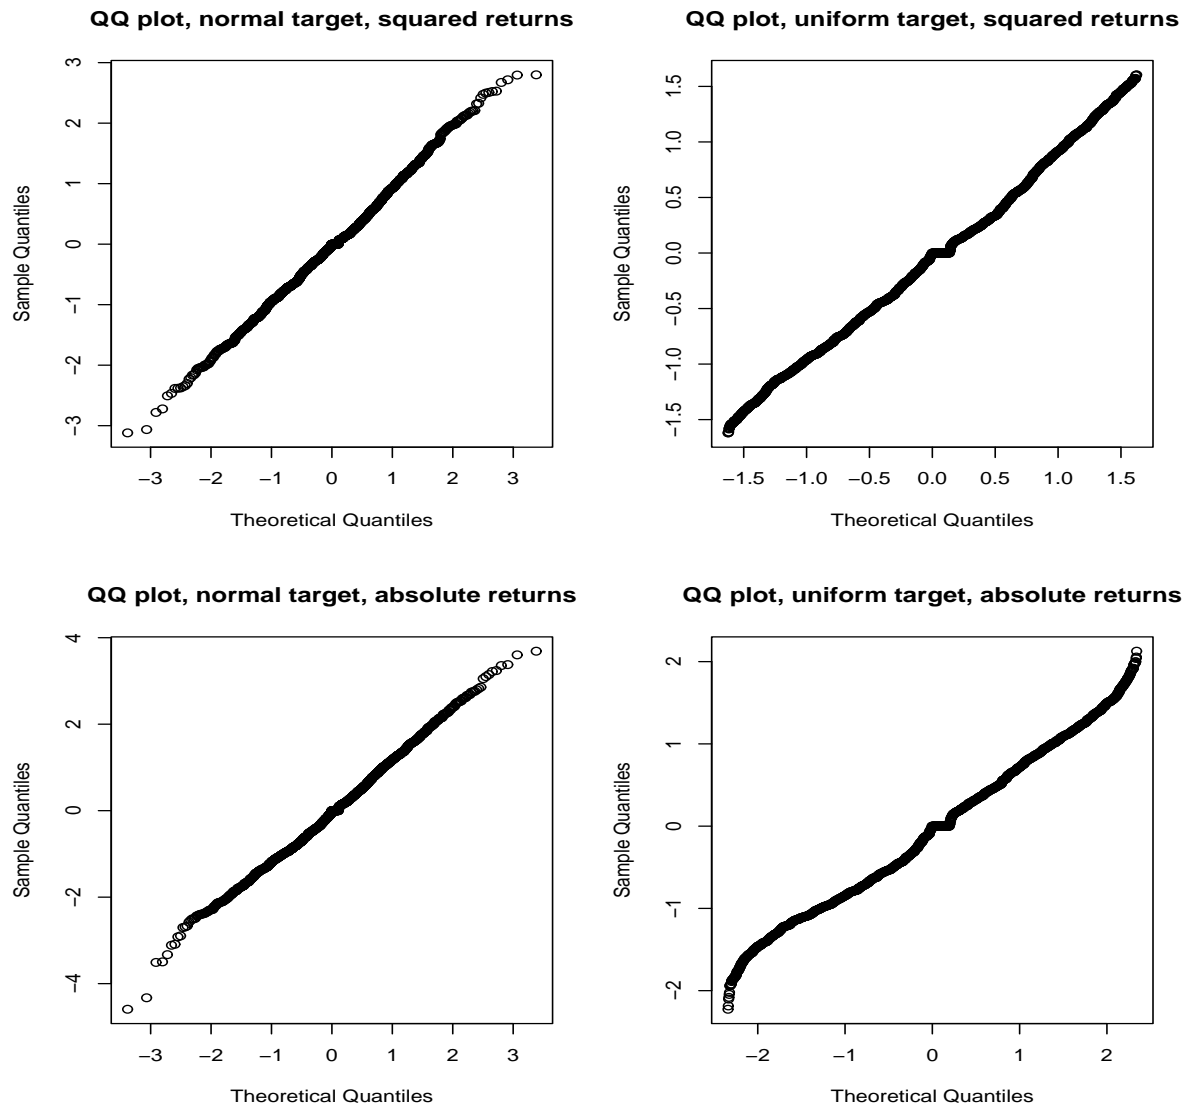 QQ plot, normal target, squared returns
3
2
1
0
−1
−2
−3
Sample Quantiles
−3 −2 −1 0 1 2 3
Theoretical Quantiles
QQ plot, uniform target, squared returns
1.5
1.0
0.5
0.0
−0.5
−1.0
−1.5
Sample Quantiles
−1.5 −1.0 −0.5 0.0 0.5 1.0 1.5
Theoretical Quantiles
QQ plot, normal target, absolute returns
4
2
0
−2
−4
Sample Quantiles
−3 −2 −1 0 1 2 3
Theoretical Quantiles
QQ plot, uniform target, absolute returns
2
1
0
−1
−2
Sample Quantiles
−2 −1 0 1 2
Theoretical Quantiles